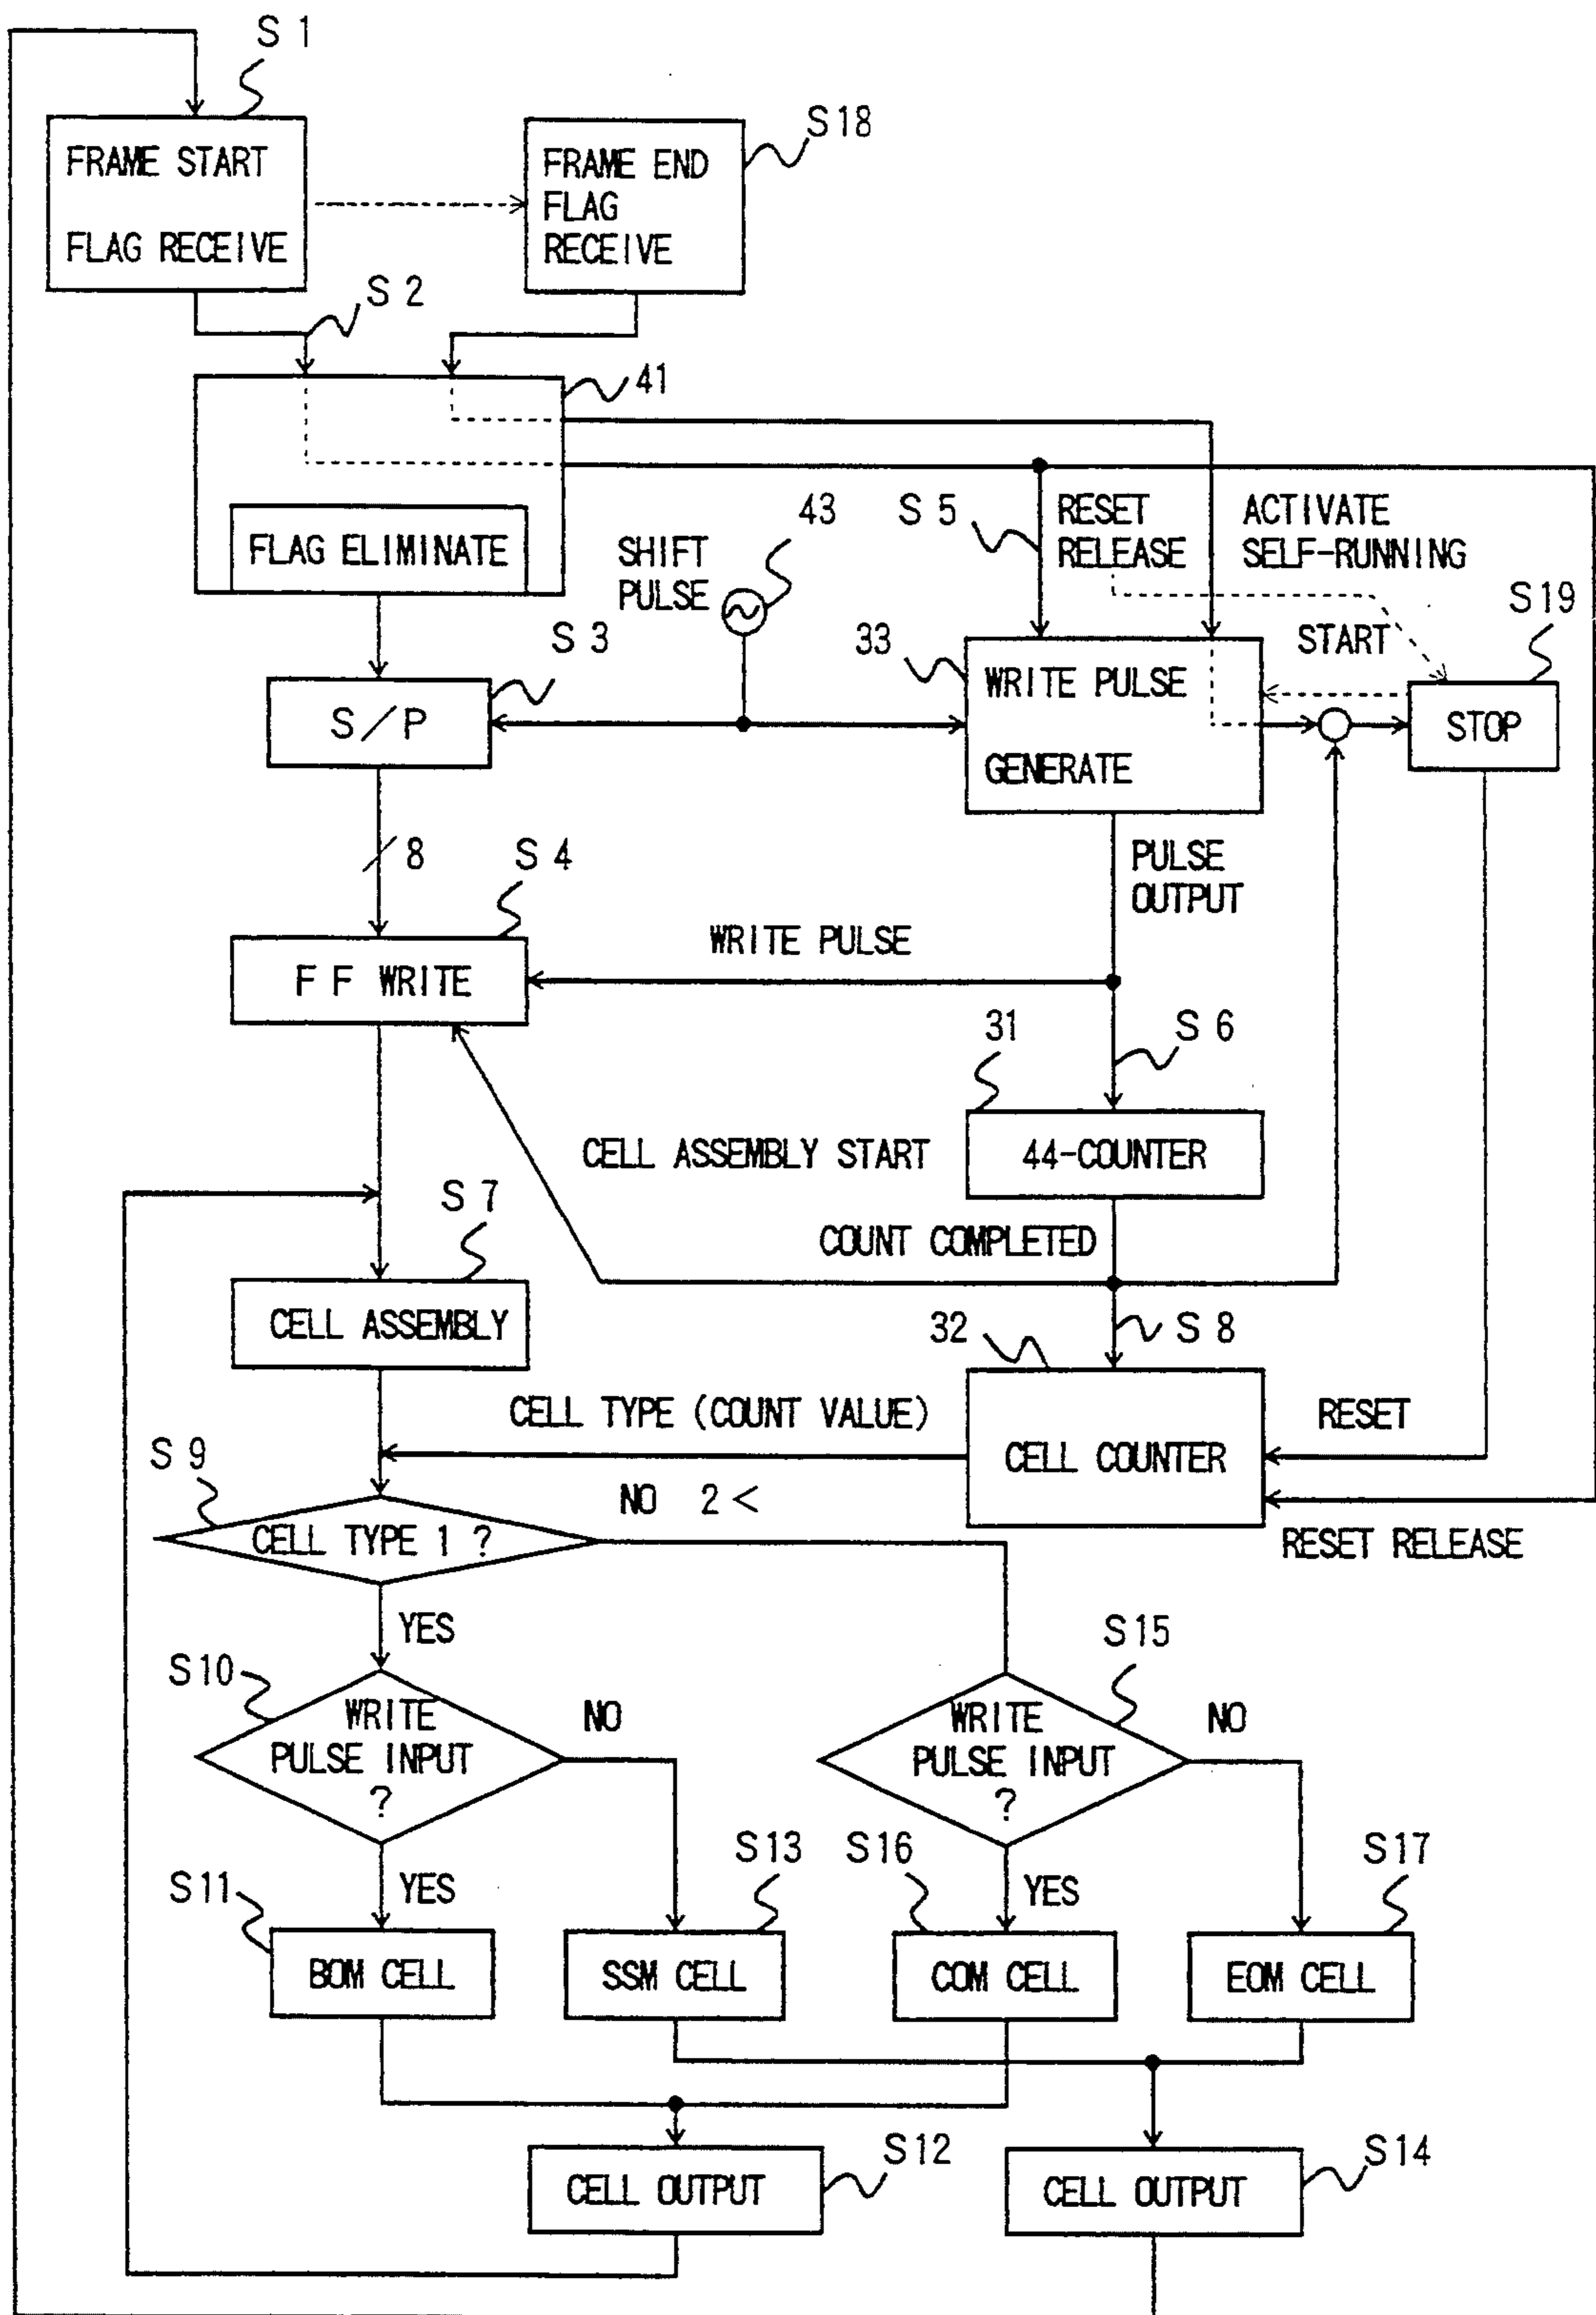 S 1
FRAME START
FLAG RECEIVE
S18
FRAME END
FLAG
RECEIVE
S 2
41
FLAG ELIMINATE
SHIFT
PULSE
43
S 5
RESET
RELEASE
ACTIVATE
SELF-RUNNING
S 3
S/P
33
WRITE PULSE
GENERATE
START
S19
STOP
8
S 4
PULSE
OUTPUT
F F WRITE
WRITE PULSE
S 6
31
CELL ASSEMBLY START
44-COUNTER
S 7
COUNT COMPLETED
CELL ASSEMBLY
32
S 8
CELL TYPE (COUNT VALUE)
CELL COUNTER
RESET
RESET RELEASE
S 9
NO 2 <
CELL TYPE 1 ?
YES
S10
WRITE
PULSE INPUT
?
NO
S15
WRITE
PULSE INPUT
?
NO
S11
YES
S13
S16
YES
S17
BOM CELL
SSM CELL
COM CELL
EOM CELL
S12
CELL OUTPUT
S14
CELL OUTPUT